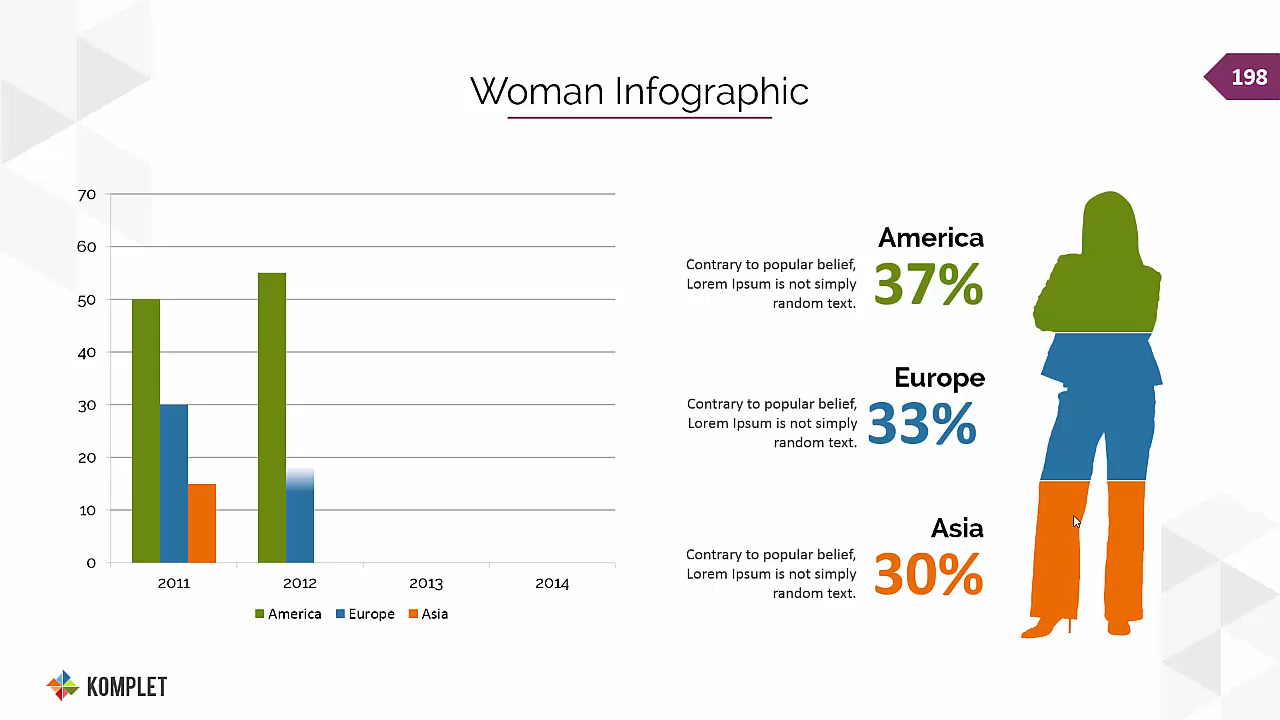 Woman Infographic
198
70
60
50
40
30
20
10
0
2011 2012 2013 2014
America Europe Asia
America
Contrary to popular belief,
Lorem Ipsum is not simply
random text.
37%
Europe
Contrary to popular belief,
Lorem Ipsum is not simply
random text.
33%
Asia
Contrary to popular belief,
Lorem Ipsum is not simply
random text.
30%
KOMPLET